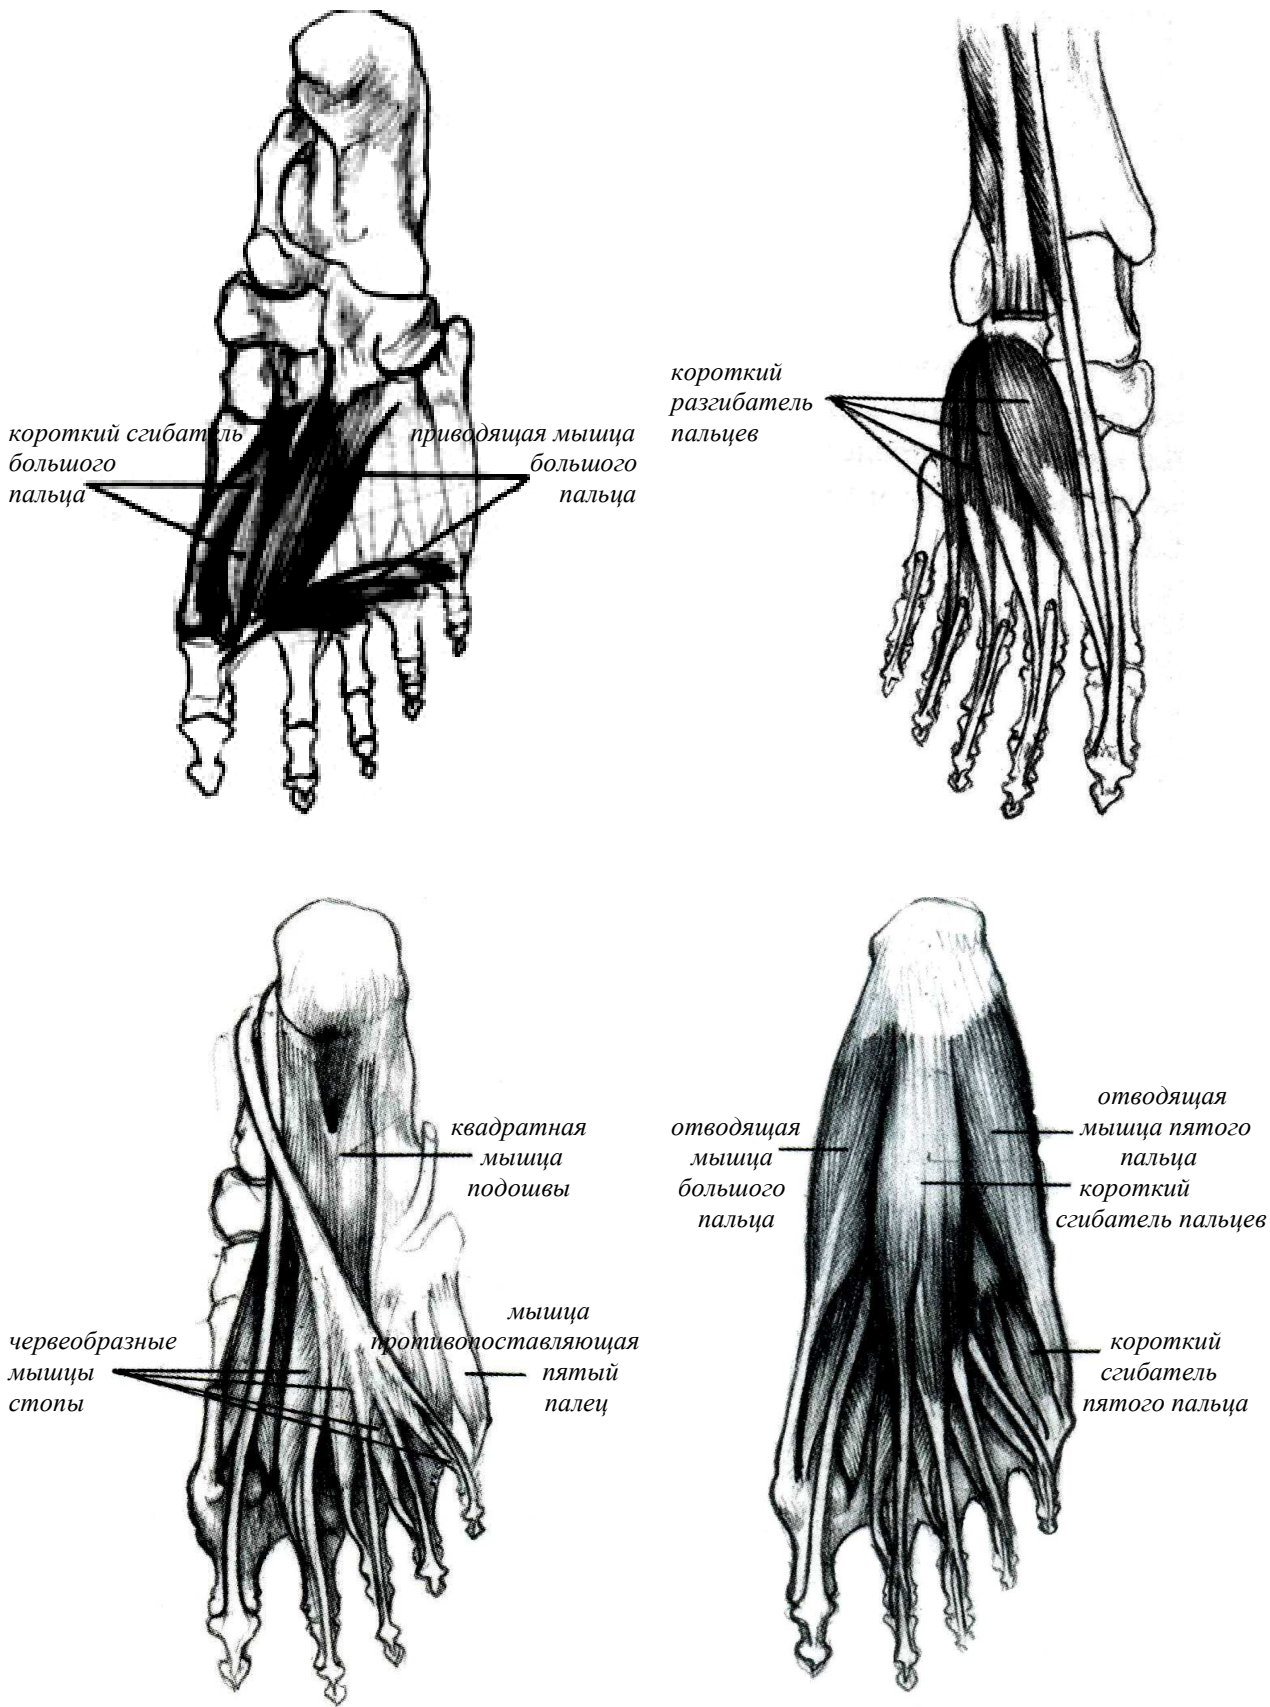 короткий сгибатель
большого
пальца
приводящая мышца
большого
пальца
короткий
разгибатель
пальцев
квадратная
мышца
подошвы
мышца
противопоставляющая
пятый
палец
червеобразные
мышцы
стопы
отводящая
мышца
большого
пальца
отводящая
мышца пятого
пальца
короткий
сгибатель пальцев
короткий
сгибатель
пятого пальца